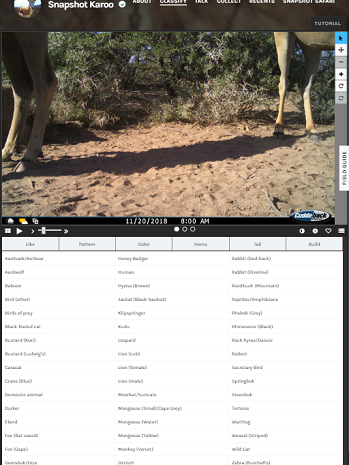 Snapshot Karoo
ABOUT CLASSIFY TALK COLLECT RECENTS SNAPSHOT SAFARI
TUTORIAL
FIELD GUIDE
11/20/2018 8:00 AM
Cuddeback
Like Pattern Color Horns Tail Build
Aardvark/Antbear Honey Badger Rabbit (Red Rock)
Aardwolf Human Rabbit (Riverine)
Baboon Hyena (Brown) Reedbuck (Mountain)
Bird (other) Jackal (Black-backed) Reptiles/Amphibians
Birds of prey Klipspringer Rhebok (Grey)
Black-footed cat Kudu Rhinoceros (Black)
Bustard (Kori) Leopard Rock hyrax/Dassie
Bustard (Ludwig's) Lion (cub) Rodent
Caracal Lion (female) Secretary Bird
Crane (Blue) Lion (male) Springbok
Domestic animal Meerkat/Suricate Steenbok
Duiker Mongoose (Small/Cape Grey) Tortoise
Eland Mongoose (Water) Warthog
Fox (Bat-eared) Mongoose (Yellow) Weasel (Striped)
Fox (Cape) Monkey (Vervet) Wild Cat
Gemsbok/Oryx Ostrich Zebra (Burchell's)